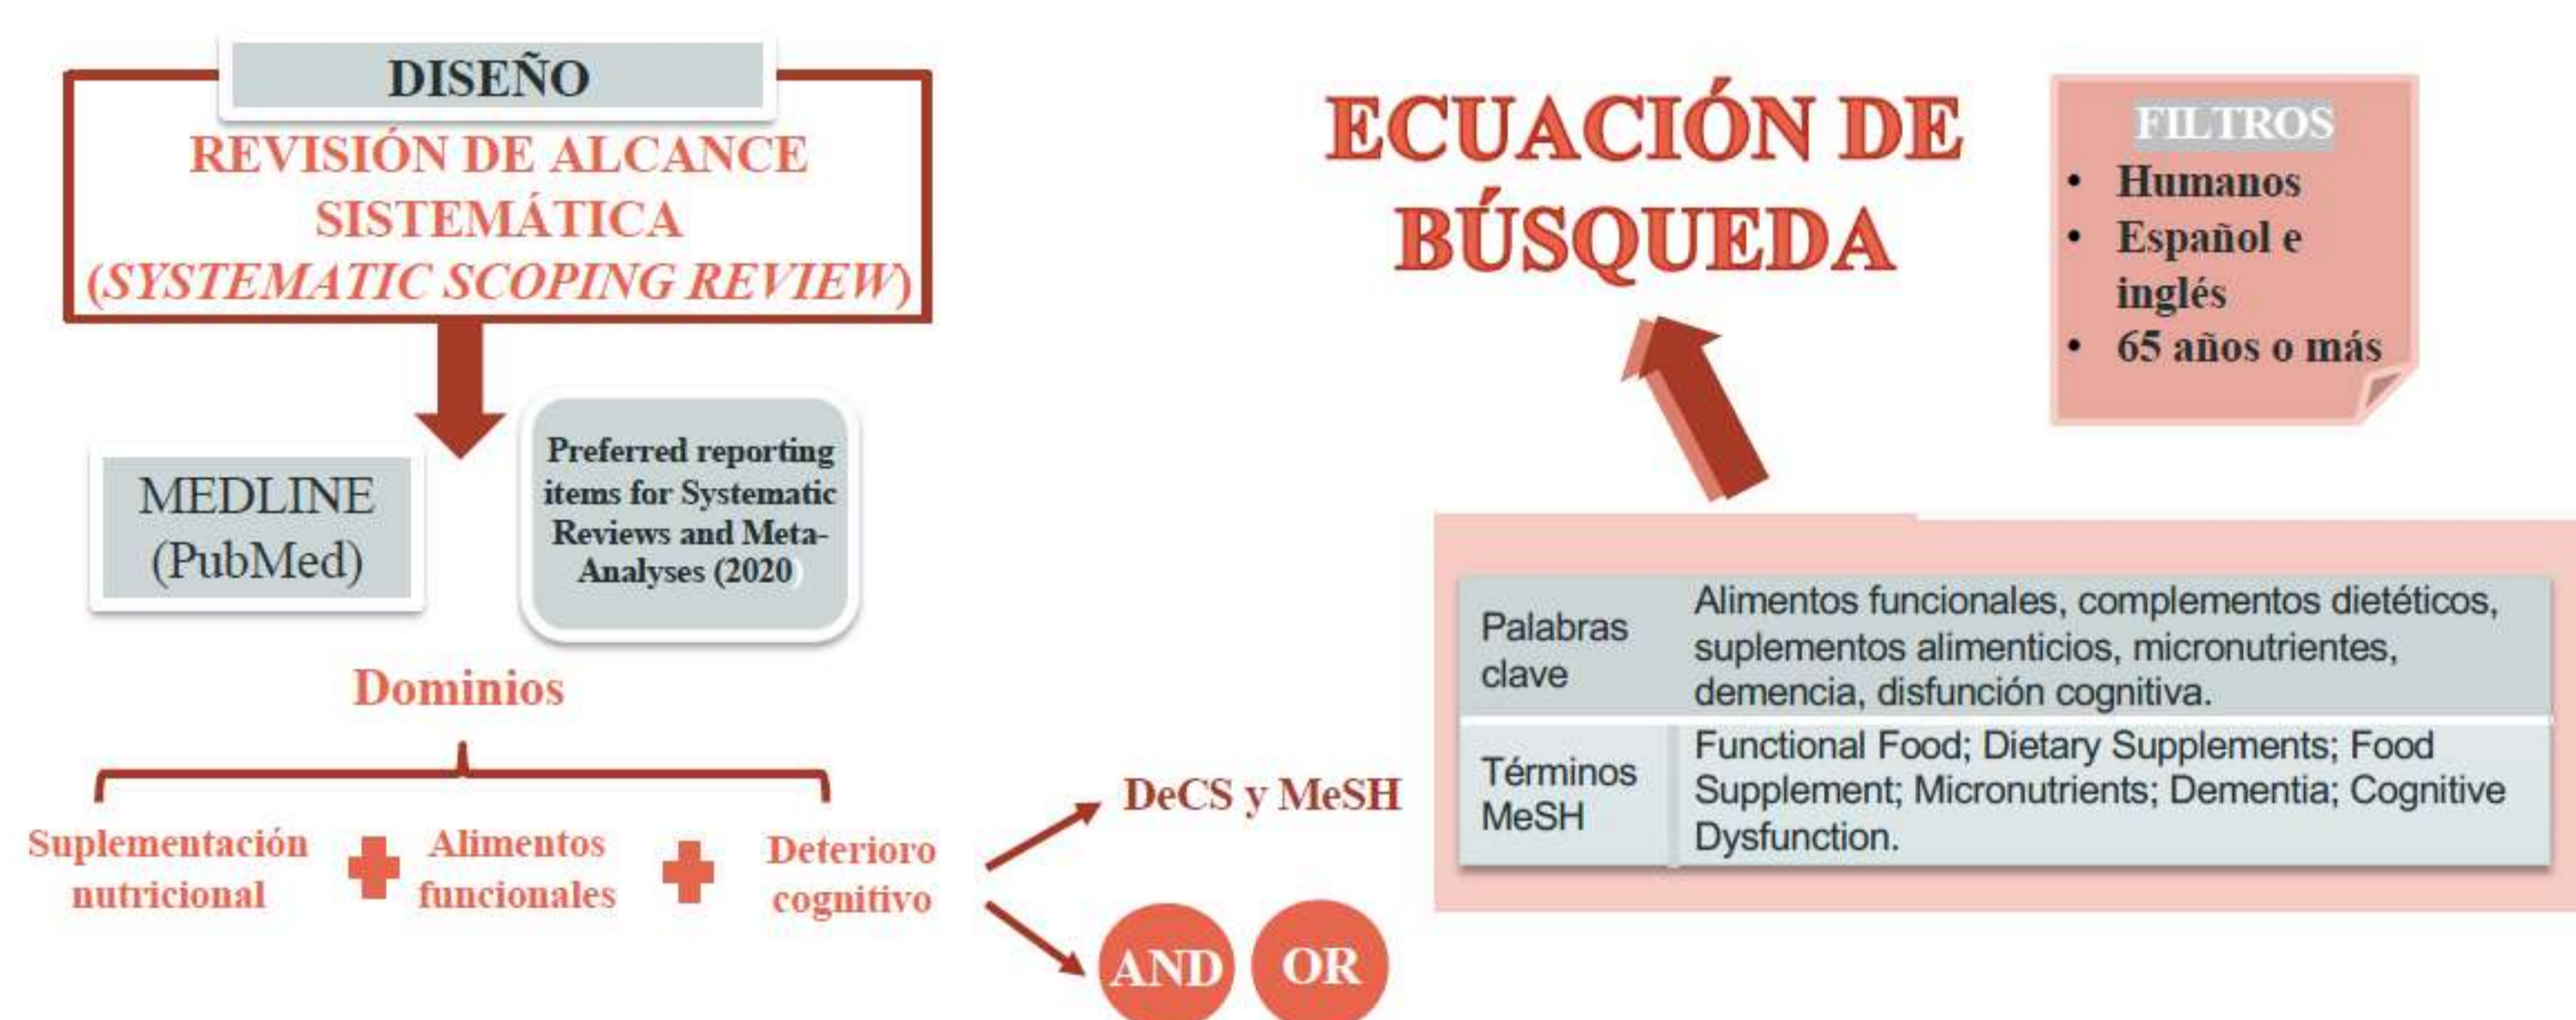 DISEÑO
REVISIÓN DE ALCANCE
SISTEMÁTICA
(SYSTEMATIC SCOPING REVIEW)
MEDLINE
(PubMed)
Preferred reporting
items for Systematic
Reviews and Meta-
Analyses (2020)
Dominios
Suplementación
nutricional
Alimentos
funcionales
Deterioro
cognitivo
DeCS y MeSH
AND
OR
ECUACIÓN DE
BÚSQUEDA
FILTROS
• Humanos
• Español e
inglés
• 65 años o más
Palabras
clave
Alimentos funcionales, complementos dietéticos,
suplementos alimenticios, micronutrientes,
demencia, disfunción cognitiva.
Términos
MeSH
Functional Food; Dietary Supplements; Food
Supplement; Micronutrients; Dementia; Cognitive
Dysfunction.